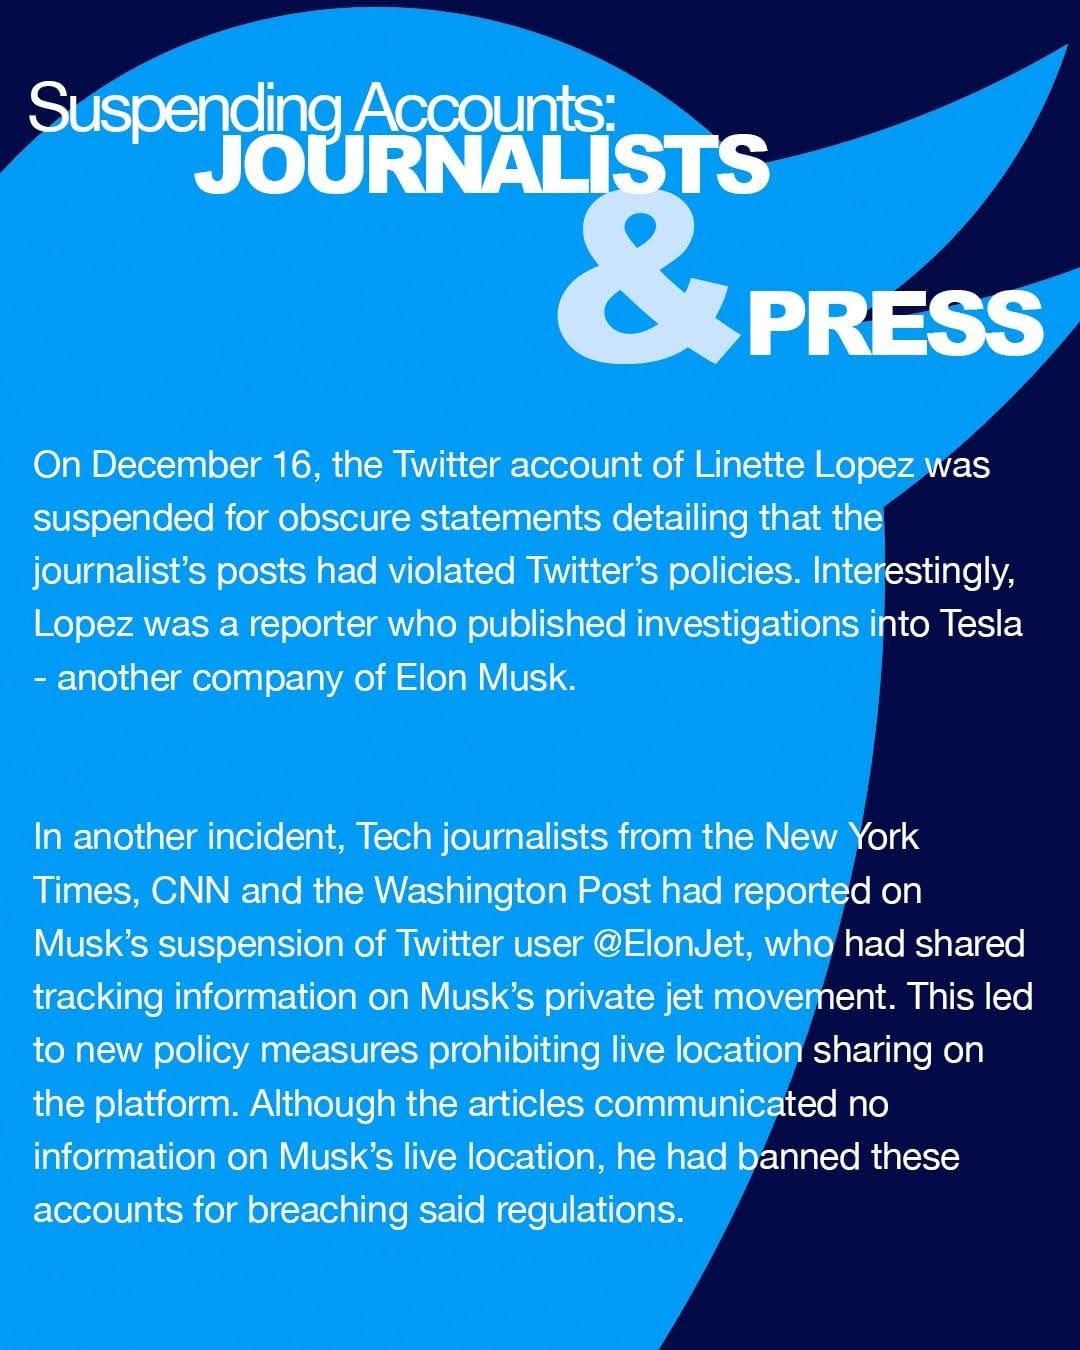 Suspending Accounts:
JOURNALISTS
&
PRESS
On December 16, the Twitter account of Linette Lopez was
suspended for obscure statements detailing that the
journalist’s posts had violated Twitter’s policies. Interestingly,
Lopez was a reporter who published investigations into Tesla
- another company of Elon Musk.
In another incident, Tech journalists from the New York
Times, CNN and the Washington Post had reported on
Musk’s suspension of Twitter user @ElonJet, who had shared
tracking information on Musk’s private jet movement. This led
to new policy measures prohibiting live location sharing on
the platform. Although the articles communicated no
information on Musk’s live location, he had banned these
accounts for breaching said regulations.